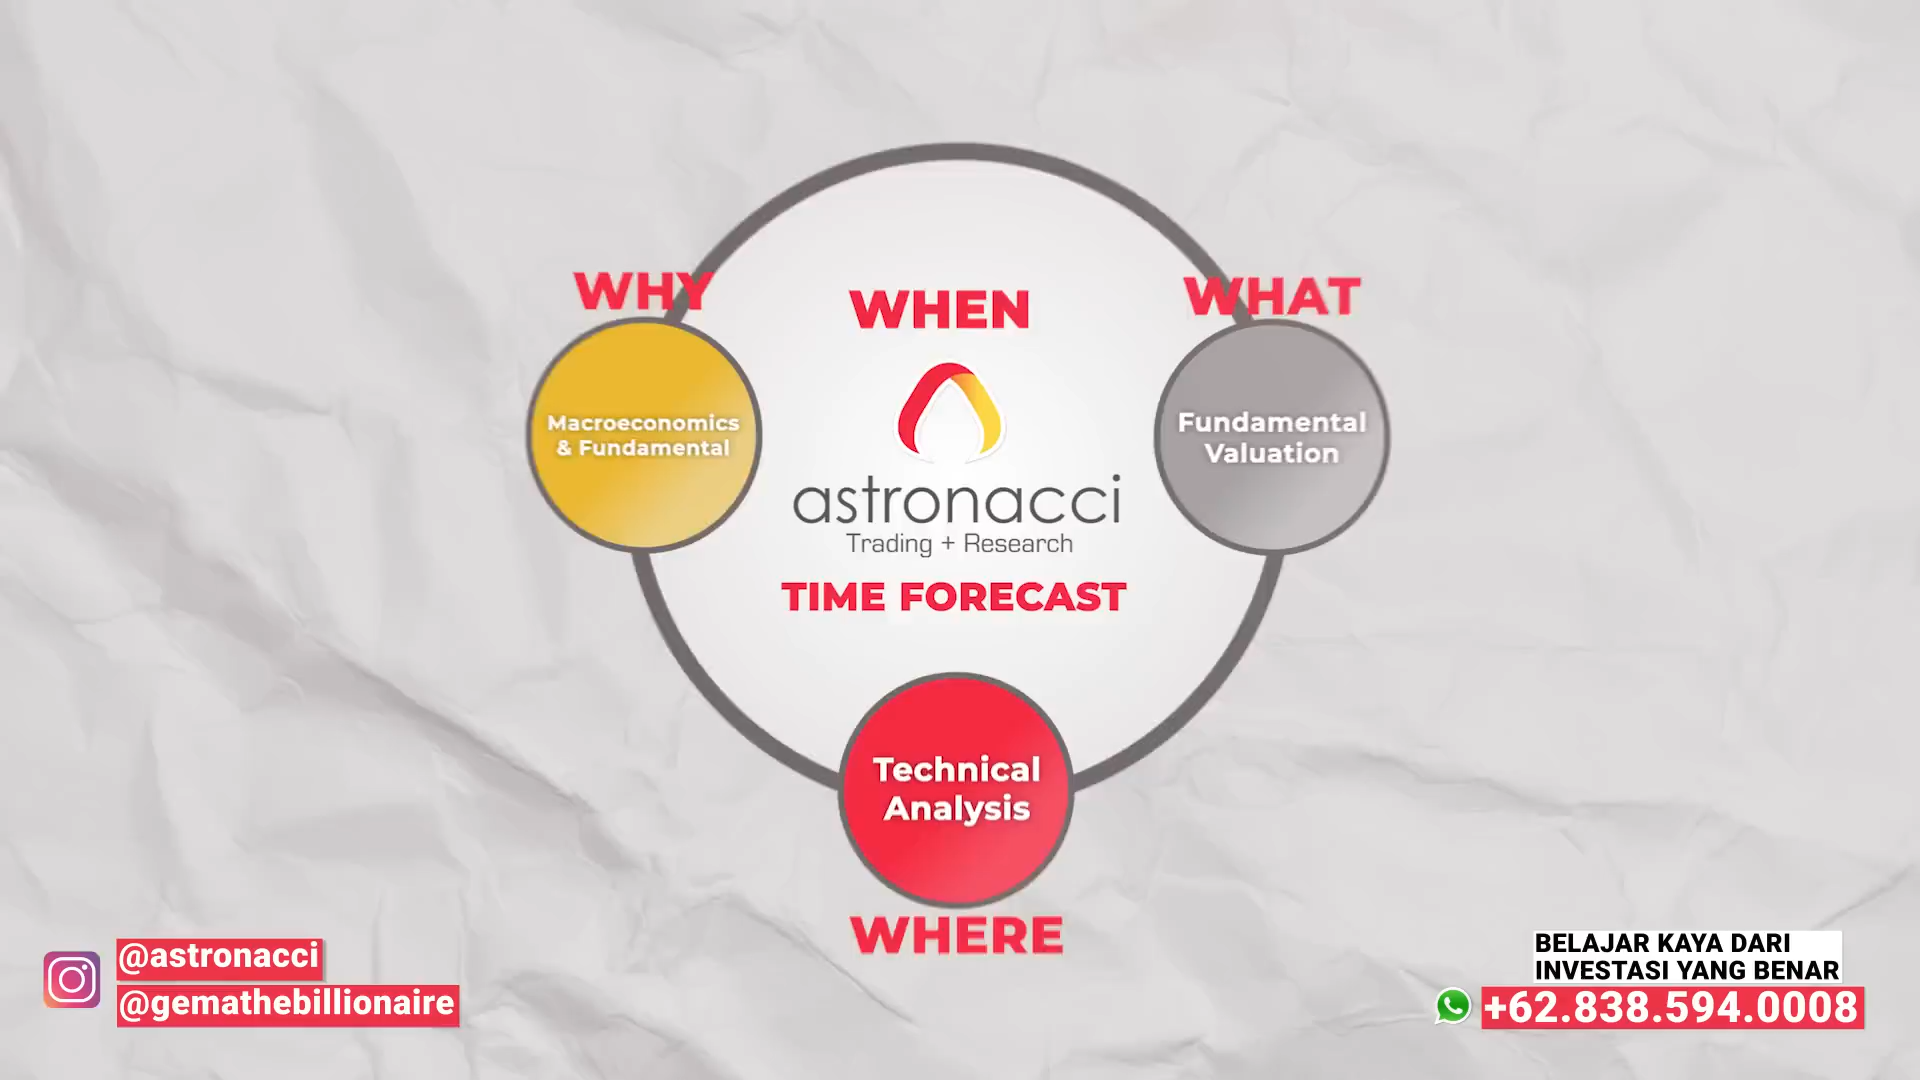 WHY
WHEN
WHAT
Macroeconomics
& Fundamental
Fundamental
Valuation
astronacci
Trading + Research
TIME FORECAST
Technical
Analysis
WHERE
@astronacci
@gemathebillionaire
BELAJAR KAYA DARI
INVESTASI YANG BENAR
+62.838.594.0008